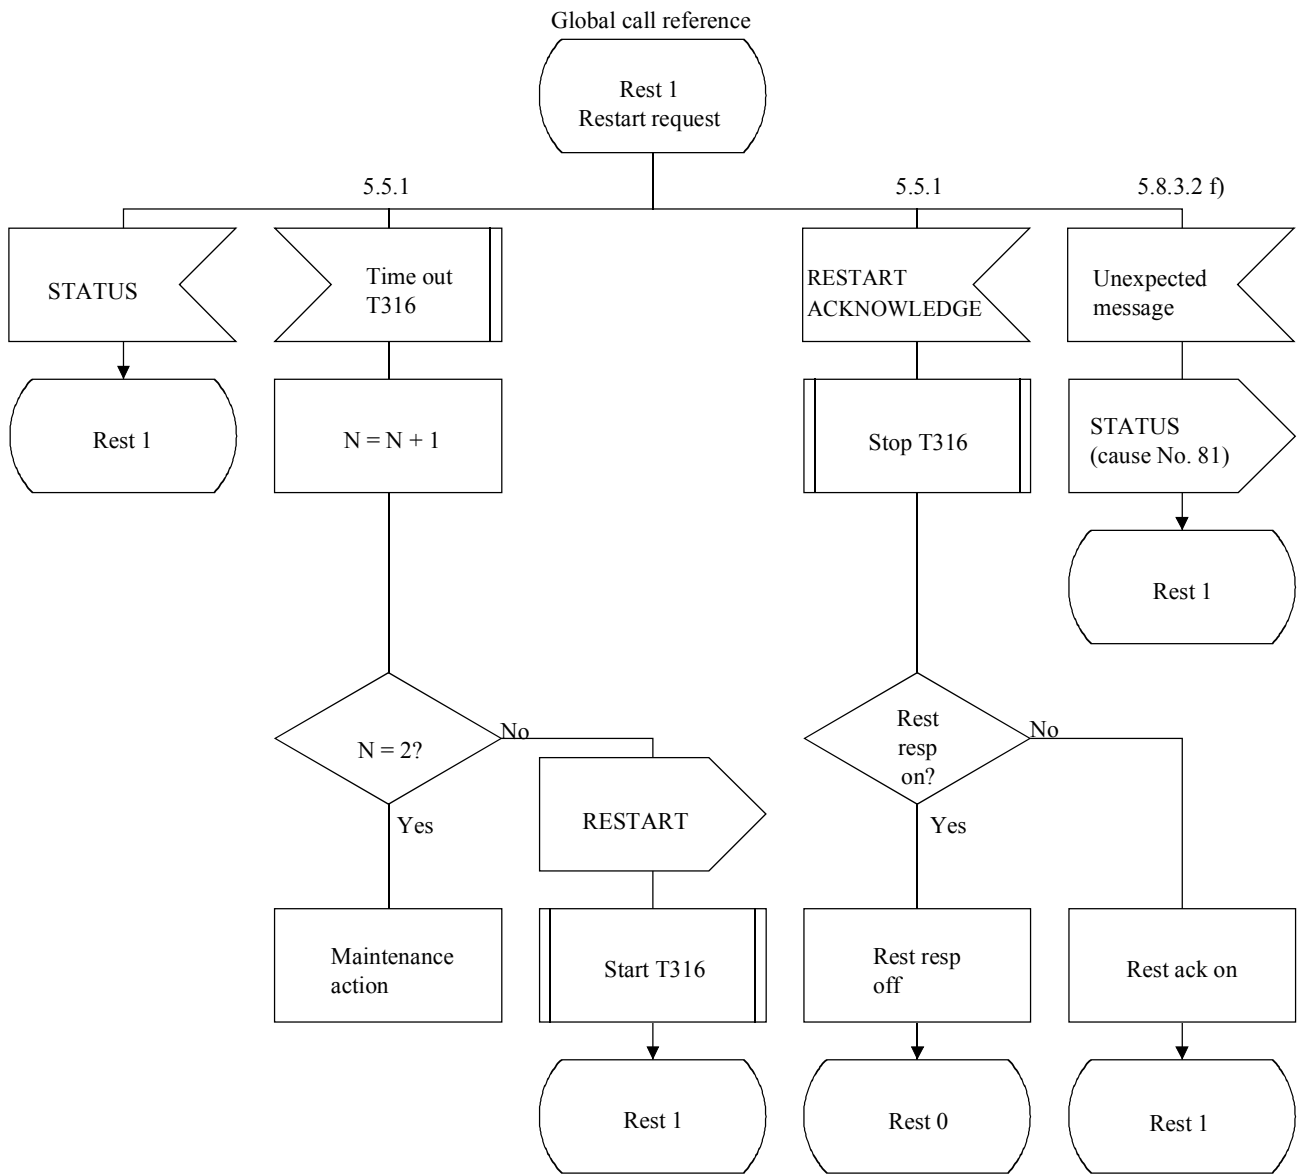 Global call reference
Rest 1
Restart request
5.5.1
5.5.1
5.8.3.2 f)
STATUS
Time out
T316
RESTART
ACKNOWLEDGE
Unexpected
message
Rest 1
N = N + 1
Stop T316
STATUS
(cause No. 81)
Rest 1
N = 2?
No
Yes
Rest
resp
on?
No
Yes
RESTART
Maintenance
action
Start T316
Rest resp
off
Rest ack on
Rest 1
Rest 0
Rest 1